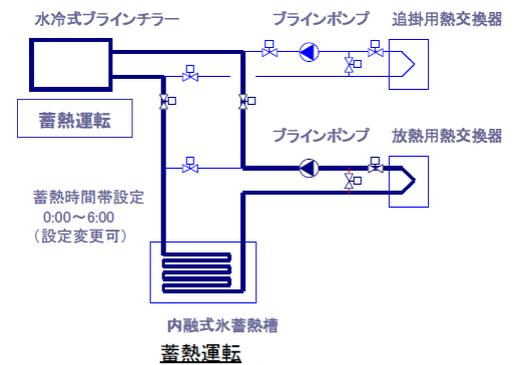 水冷式ブラインチラー
ブラインポンプ
追掛用熱交換器
蓄熱運転
ブラインポンプ
放熱用熱交換器
蓄熱時間帯設定
0:00～6:00
（設定変更可）
内融式氷蓄熱槽
蓄熱運転